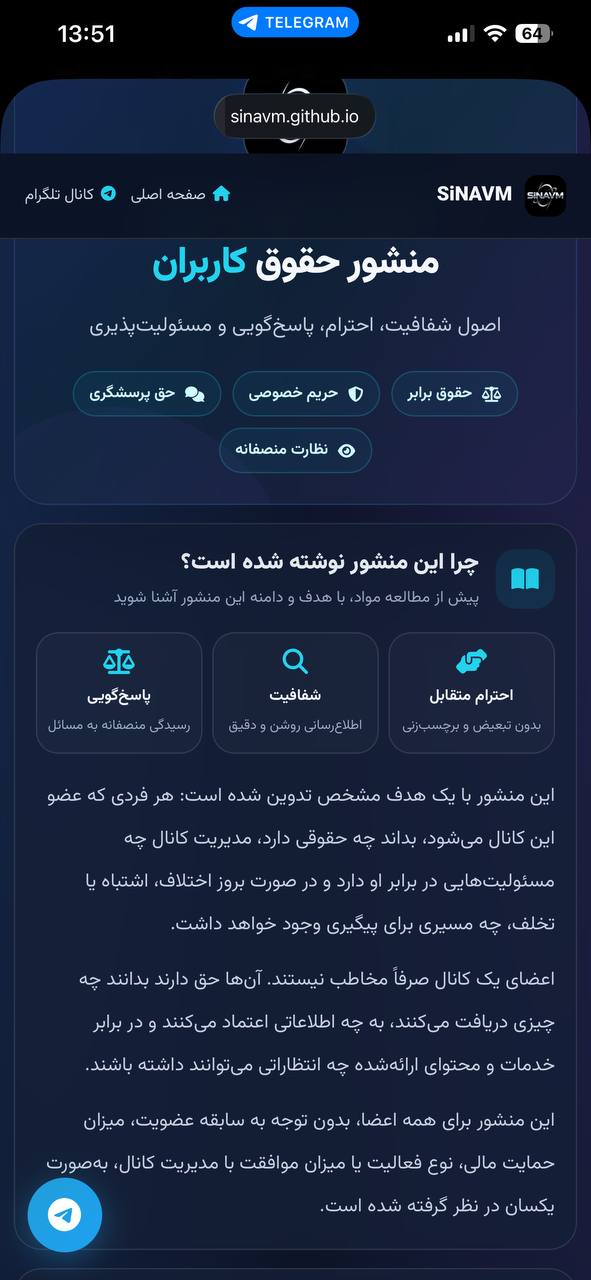 13:51
TELEGRAM
64
sinavm.github.io
SiNAVM
SiNAVM
صفحه اصلی
کانال تلگرام
منشور حقوق کاربران
اصول شفافیت، احترام، پاسخ‌گویی و مسئولیت‌پذیری
حقوق برابر
حریم خصوصی
حق پرسشگری
نظارت منصفانه
چرا این منشور نوشته شده است؟
پیش از مطالعه مواد، با هدف و دامنه این منشور آشنا شوید
احترام متقابل
بدون تبعیض و برچسب‌زنی
شفافیت
اطلاع‌رسانی روشن و دقیق
پاسخ‌گویی
رسیدگی منصفانه به مسائل
این منشور با یک هدف مشخص تدوین شده است: هر فردی که عضو
این کانال می‌شود، بداند چه حقوقی دارد، مدیریت کانال چه
مسئولیت‌هایی در برابر او دارد و در صورت بروز اختلاف، اشتباه یا
تخلف، چه مسیری برای پیگیری وجود خواهد داشت.
اعضای یک کانال صرفاً مخاطب نیستند. آن‌ها حق دارند بدانند چه
چیزی دریافت می‌کنند، به چه اطلاعاتی اعتماد می‌کنند و در برابر
خدمات و محتوای ارائه‌شده چه انتظاراتی می‌توانند داشته باشند.
این منشور برای همه اعضا، بدون توجه به سابقه عضویت، میزان
حمایت مالی، نوع فعالیت یا میزان موافقت با مدیریت کانال، به‌صورت
یکسان در نظر گرفته شده است.